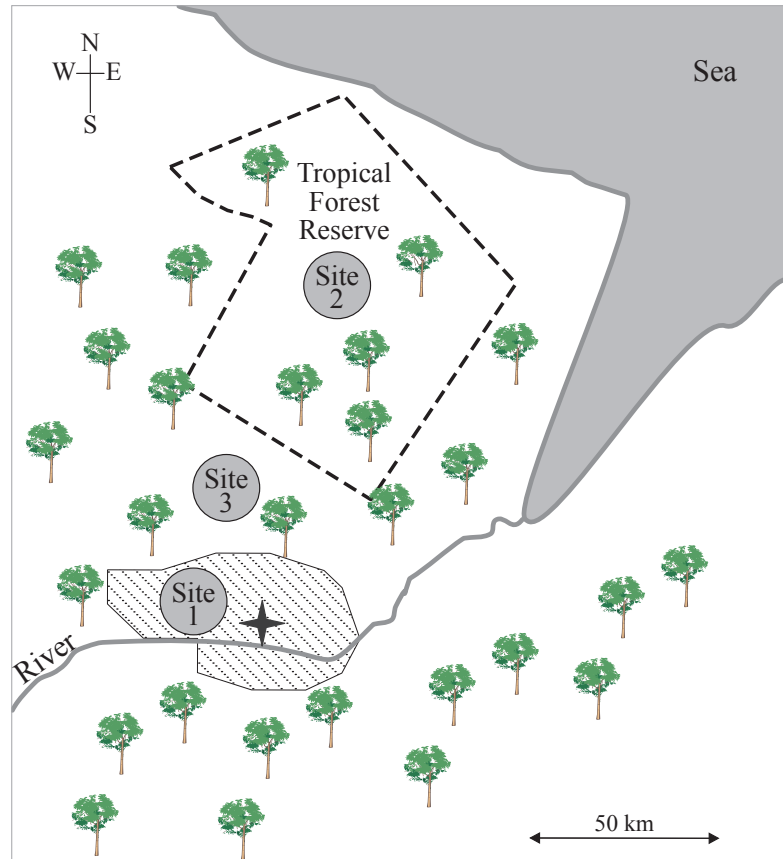 N
W E
S
Sea
Tropical
Forest
Reserve
Site
2
Site
3
Site
1
River
50 km